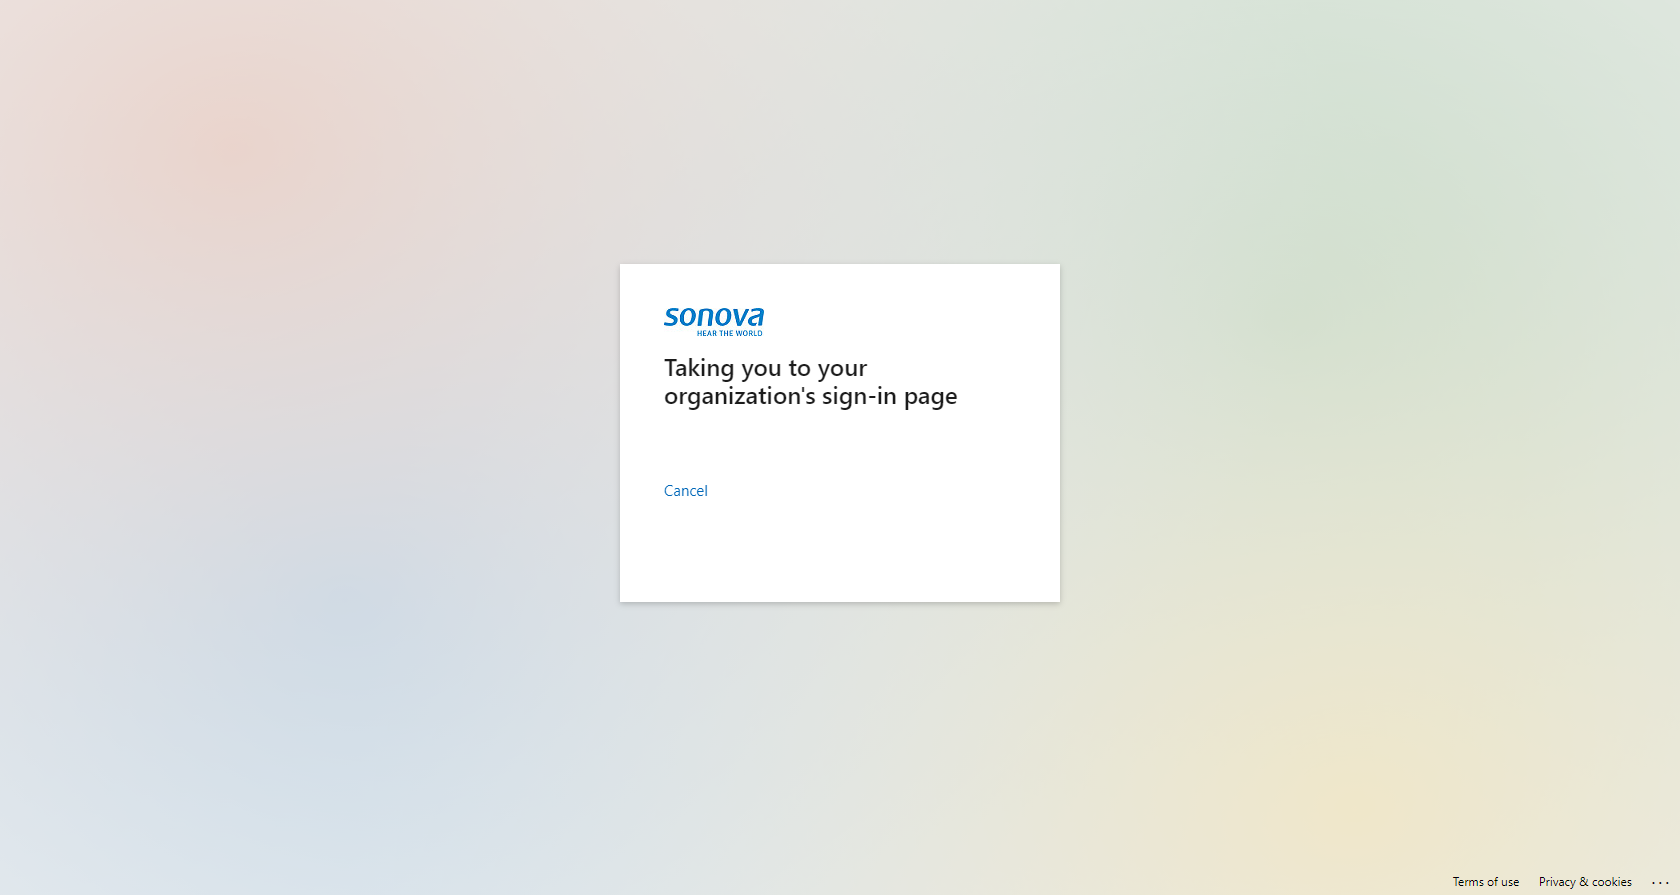 sonova
HEAR THE WORLD
Taking you to your
organization's sign-in page
Cancel
Terms of use Privacy & cookies ...